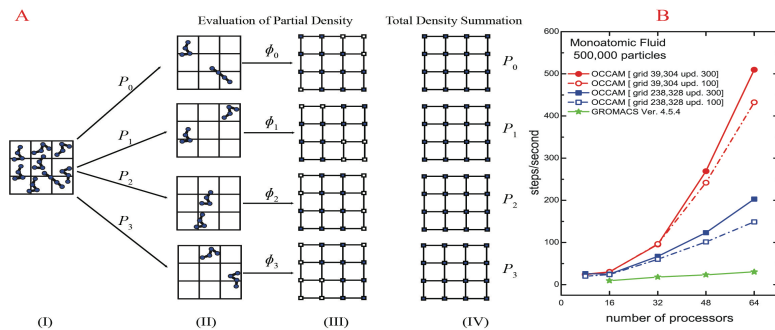 A
Evaluation of Partial Density
Total Density Summation
B
P0
P1
P2
P3
ϕ0
ϕ1
ϕ2
ϕ3
P0
P1
P2
P3
(I)
(II)
(III)
(IV)
Monoatomic Fluid
500,000 particles
OCCAM [ grid 39,304 upd. 300]
OCCAM [ grid 39,304 upd. 100]
OCCAM [ grid 238,328 upd. 300]
OCCAM [ grid 238,328 upd. 100]
GROMACS Ver. 4.5.4
steps/second
600
500
400
300
200
100
0
0
16
32
48
64
number of processors